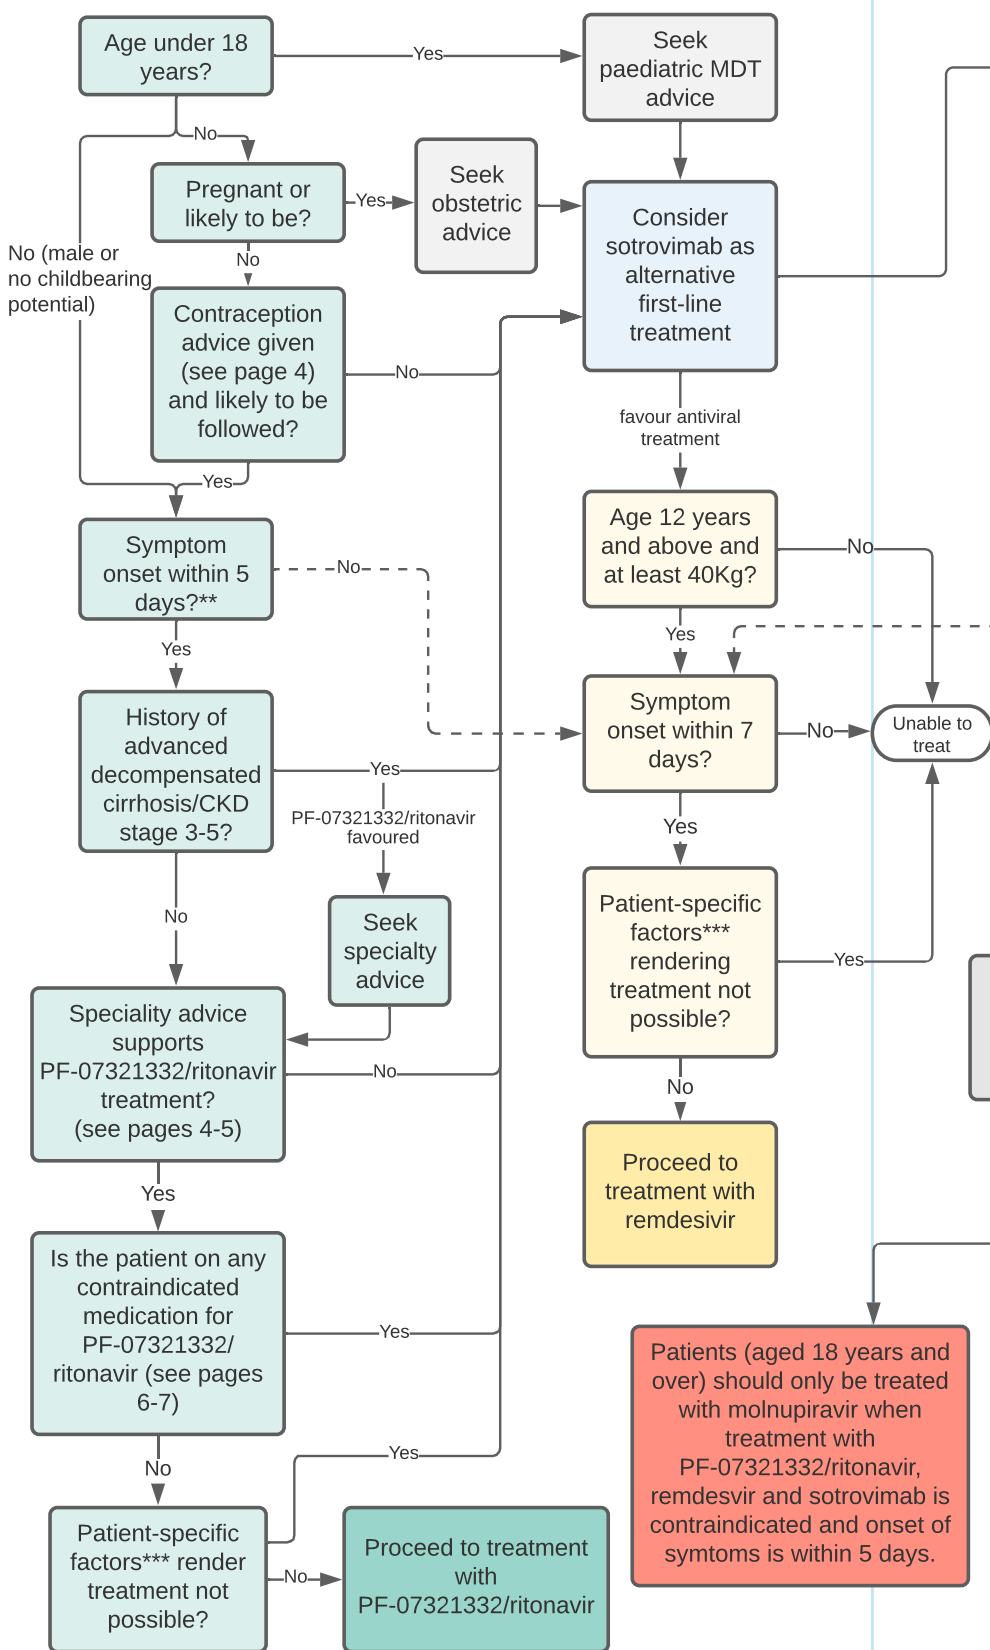 Age under 18
years?
Yes
Seek
paediatric MDT
advice
No
Pregnant or
likely to be?
Yes
Seek
obstetric
advice
Consider
sotrovimab as
alternative
first-line
treatment
No (male or
no childbearing
potential)
No
Contraception
advice given
(see page 4)
and likely to be
followed?
No
Yes
favour antiviral
treatment
Symptom
onset within 5
days?**
No
Age 12 years
and above and
at least 40Kg?
No
Yes
Yes
Symptom
onset within 7
days?
No
Unable to
treat
History of
advanced
decompensated
cirrhosis/CKD
stage 3-5?
Yes
PF-07321332/ritonavir
favoured
Yes
No
Seek
specialty
advice
Patient-specific
factors***
rendering
treatment not
possible?
Yes
Speciality advice
supports
PF-07321332/ritonavir
treatment?
(see pages 4-5)
No
No
Yes
Proceed to
treatment with
remdesivir
Is the patient on any
contraindicated
medication for
PF-07321332/
ritonavir (see pages
6-7)
Yes
No
Yes
Patients (aged 18 years and
over) should only be treated
with molnupiravir when
treatment with
PF-07321332/ritonavir,
remdesvir and sotrovimab is
contraindicated and onset of
symtoms is within 5 days.
Patient-specific
factors*** render
treatment not
possible?
No
Proceed to treatment
with
PF-07321332/ritonavir